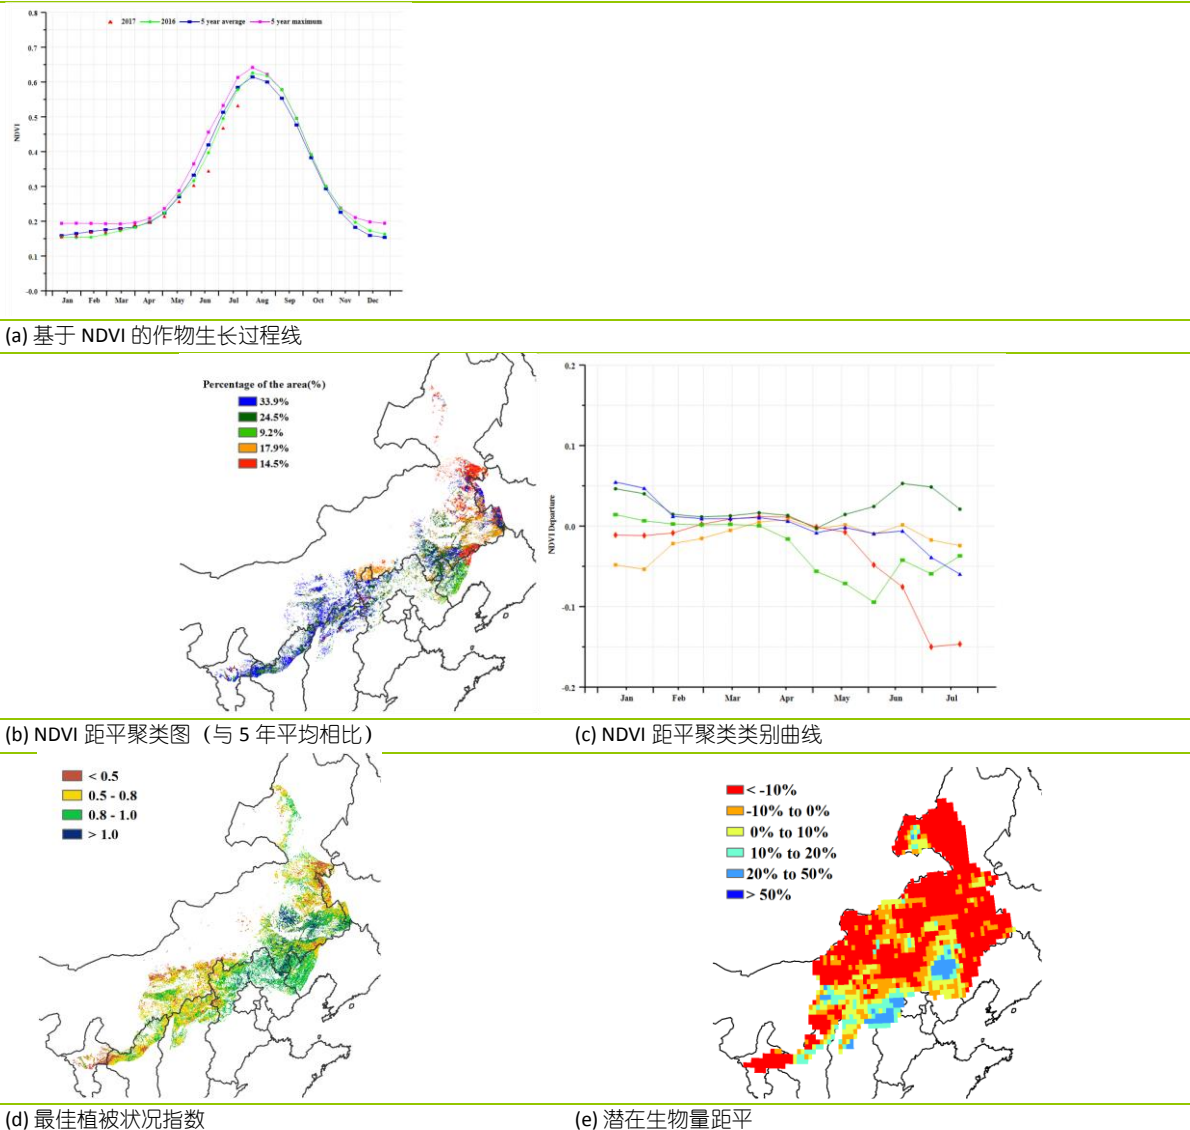 2017 2016 5 year average 5 year maximum
0.8
0.7
0.6
0.5
0.4
0.3
0.2
0.1
-0.0
NDVI
Jan Feb Mar Apr May Jun Jul Aug Sep Oct Nov Dec
(a) 基于 NDVI 的作物生长过程线
Percentage of the area(%)
33.9%
24.5%
9.2%
17.9%
14.5%
0.2
0.1
0.0
-0.1
-0.2
NDVI Departure
Jan Feb Mar Apr May Jun Jul
(b) NDVI 距平聚类图（与 5 年平均相比）
(c) NDVI 距平聚类类别曲线
< 0.5
0.5 - 0.8
0.8 - 1.0
> 1.0
< -10%
-10% to 0%
0% to 10%
10% to 20%
20% to 50%
> 50%
(d) 最佳植被状况指数
(e) 潜在生物量距平